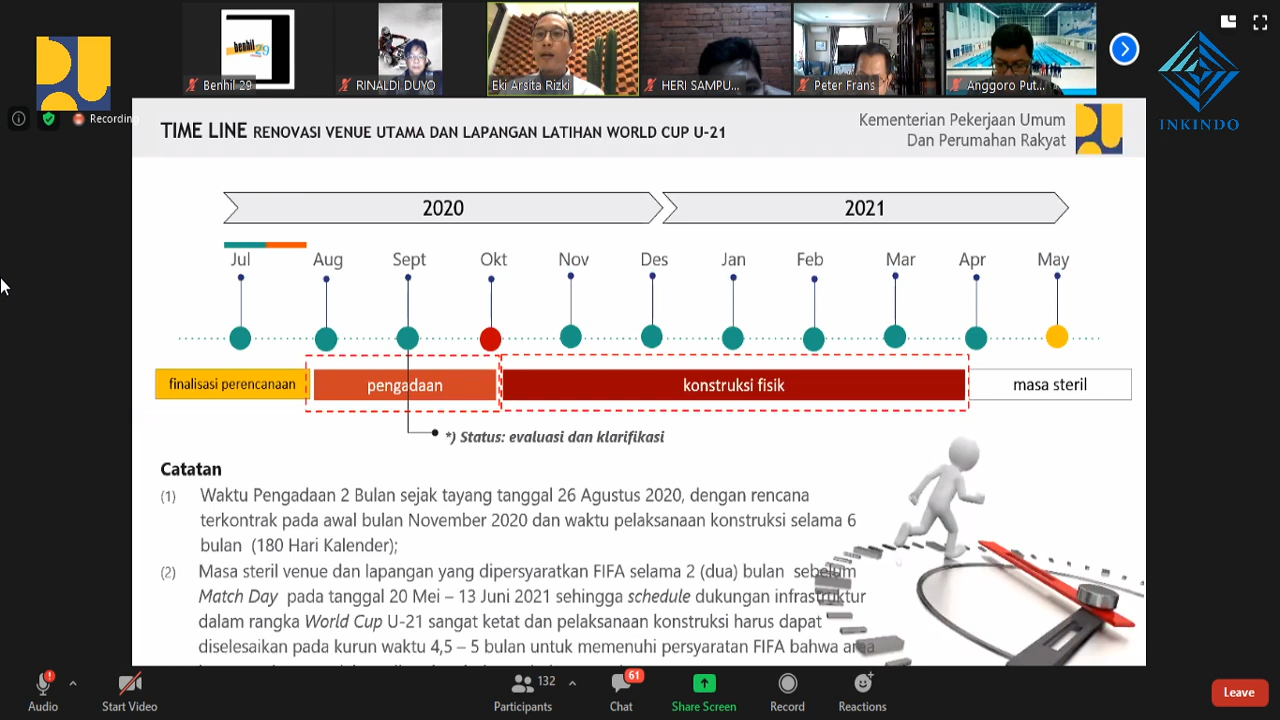 Benhil 29
RINALDI DUYO
Eki Arsita Rizki
HERI SAMPU...
Peter Frans
Anggoro Put...
INKINDO
Recording
TIME LINE RENOVASI VENUE UTAMA DAN LAPANGAN LATIHAN WORLD CUP U-21
Kementerian Pekerjaan Umum
Dan Perumahan Rakyat
2020
2021
Jul
Aug
Sept
Okt
Nov
Des
Jan
Feb
Mar
Apr
May
finalisasi perencanaan
pengadaan
konstruksi fisik
masa steril
*) Status: evaluasi dan klarifikasi
Catatan
(1) Waktu Pengadaan 2 Bulan sejak tayang tanggal 26 Agustus 2020, dengan rencana
terkontrak pada awal bulan November 2020 dan waktu pelaksanaan konstruksi selama 6
bulan (180 Hari Kalender);
(2) Masa steril venue dan lapangan yang dipersyaratkan FIFA selama 2 (dua) bulan sebelum
Match Day pada tanggal 20 Mei – 13 Juni 2021 sehingga schedule dukungan infrastruktur
dalam rangka World Cup U-21 sangat ketat dan pelaksanaan konstruksi harus dapat
diselesaikan pada kurun waktu 4,5 – 5 bulan untuk memenuhi persyaratan FIFA bahwa area
Audio
Start Video
132
Participants
61
Chat
Share Screen
Record
Reactions
Leave